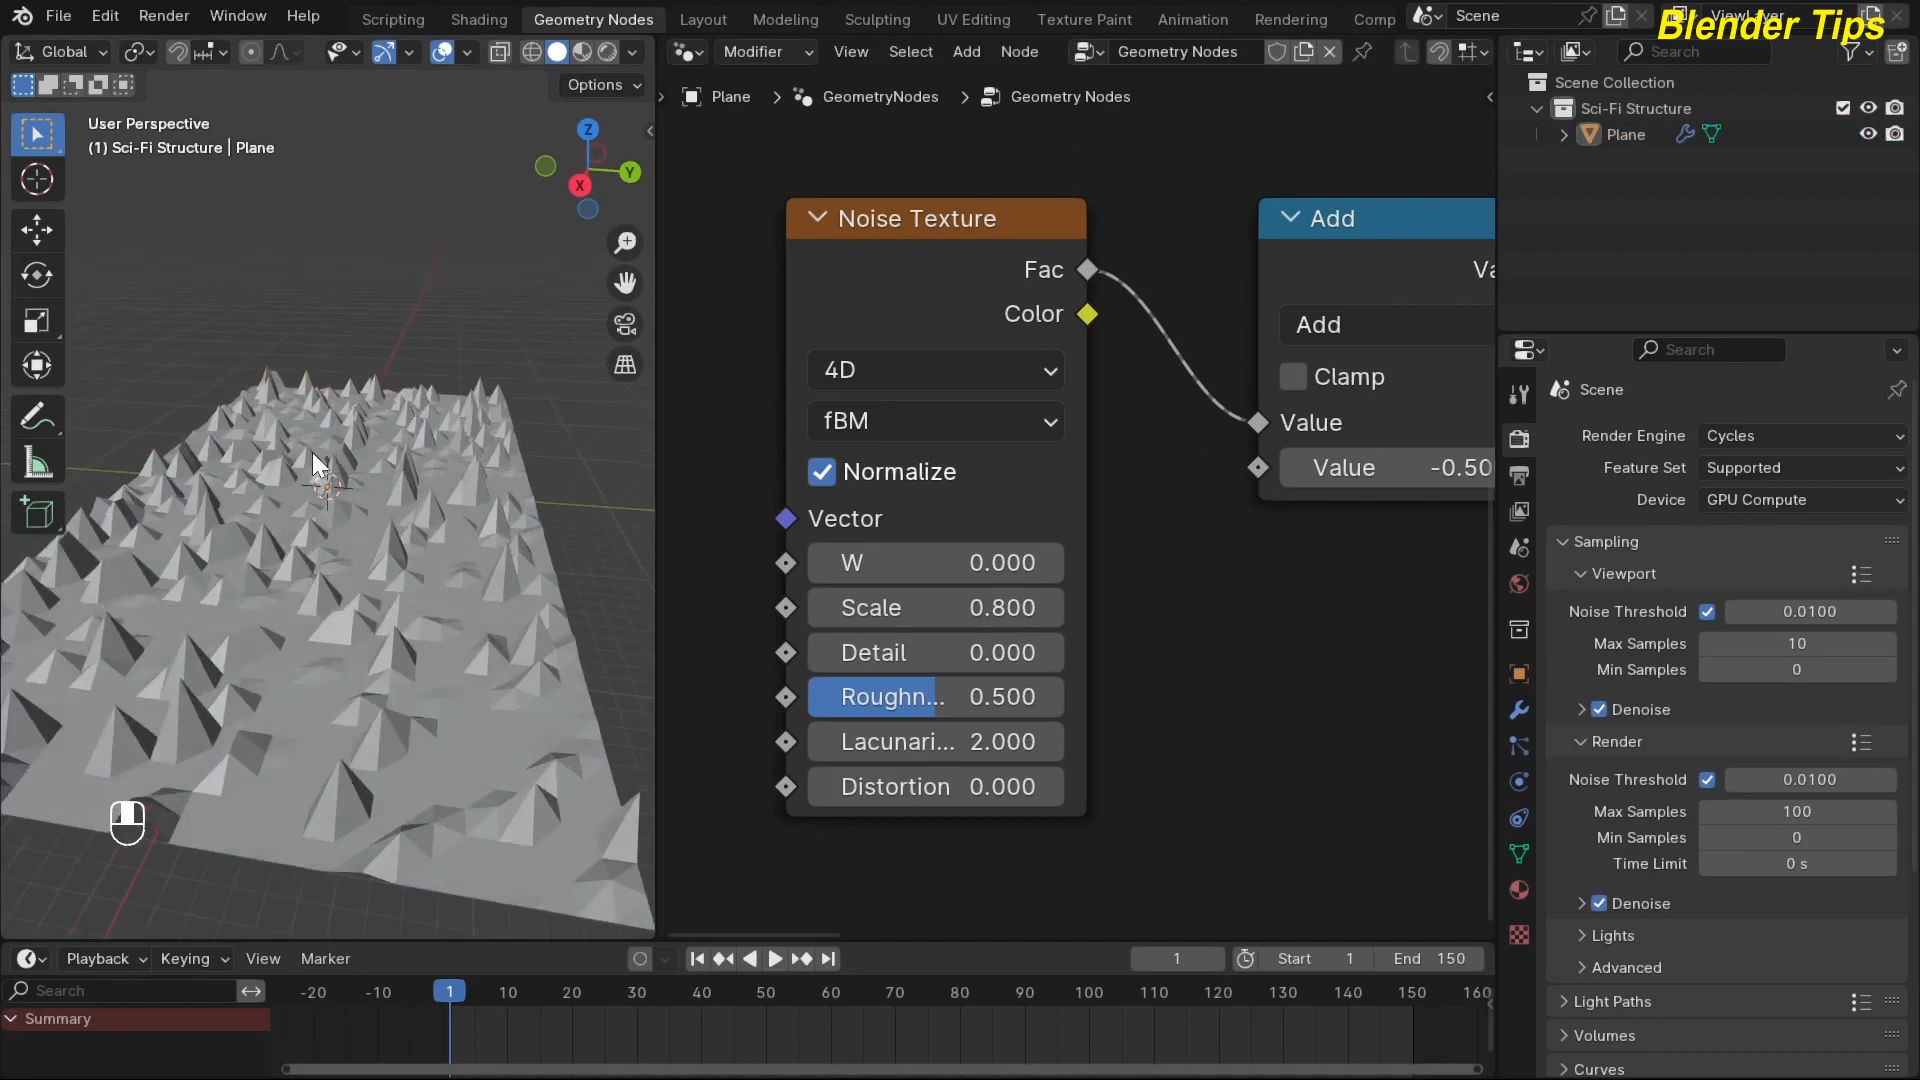 File Edit Render Window Help Scripting Shading Geometry Nodes Layout Modeling Sculpting UV Editing Texture Paint Animation Rendering Comp Scene ViewLayer
Blender Tips
Global Modifier View Select Add Node Geometry Nodes Search
Options Plane GeometryNodes Geometry Nodes
Scene Collection
Sci-Fi Structure
Plane
User Perspective
(1) Sci-Fi Structure | Plane
Z
Y
X
Noise Texture
Fac
Color
4D
fBM
Normalize
Vector
W 0.000
Scale 0.800
Detail 0.000
Roughn... 0.500
Lacunari... 2.000
Distortion 0.000
Add
Va
Add
Clamp
Value
Value -0.50
Search
Scene
Render Engine Cycles
Feature Set Supported
Device GPU Compute
Sampling
Viewport
Noise Threshold 0.0100
Max Samples 10
Min Samples 0
Denoise
Render
Noise Threshold 0.0100
Max Samples 100
Min Samples 0
Time Limit 0 s
Denoise
Lights
Advanced
Light Paths
Volumes
Curves
Playback Keying View Marker 1 Start 1 End 150
Search -20 -10 1 10 20 30 40 50 60 70 80 90 100 110 120 130 140 150 160
Summary